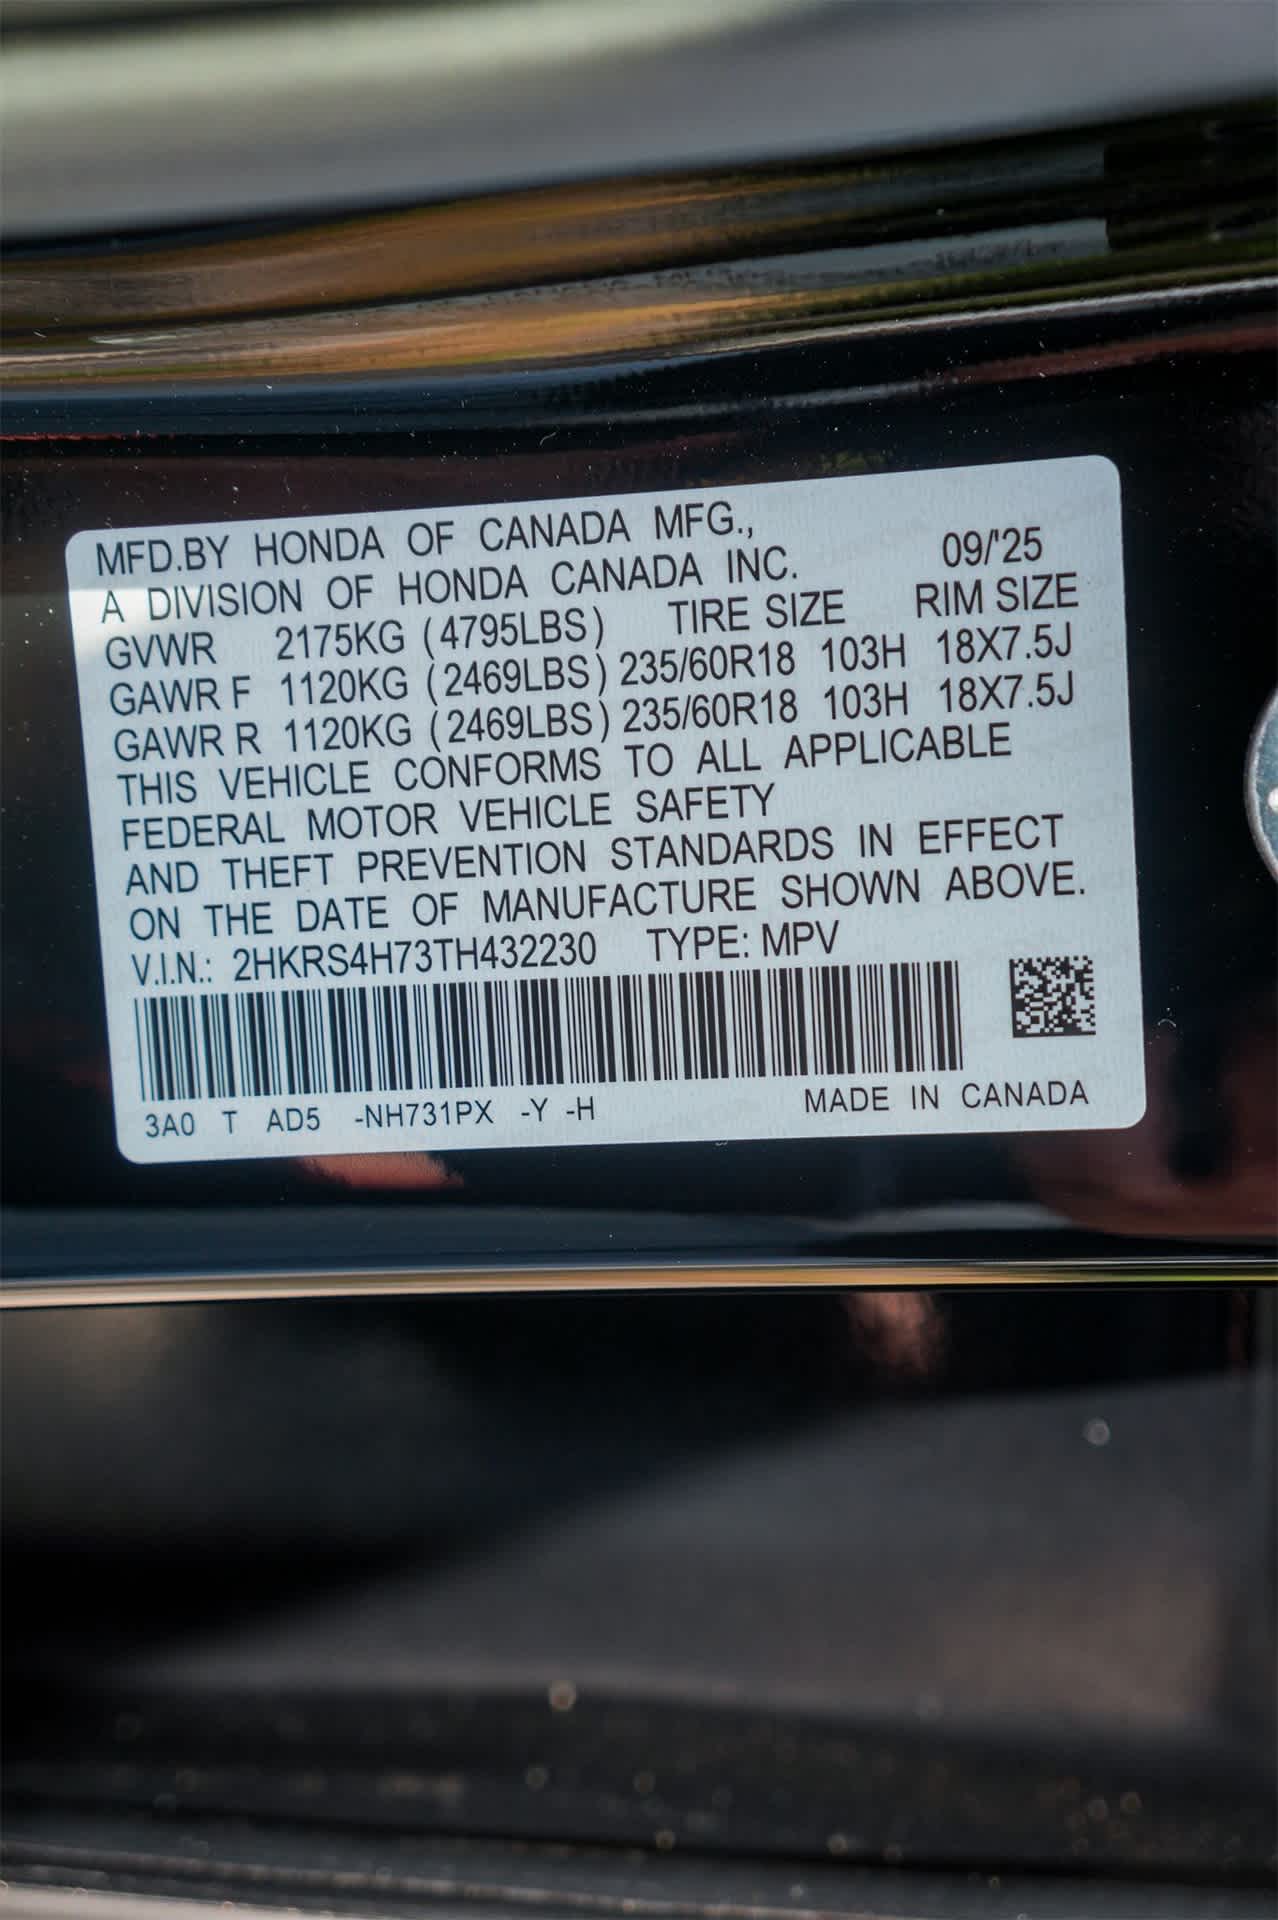 MFD.BY HONDA OF CANADA MFG.,
A DIVISION OF HONDA CANADA INC. 09/'25
GVWR 2175KG (4795LBS) TIRE SIZE RIM SIZE
GAWR F 1120KG (2469LBS) 235/60R18 103H 18X7.5J
GAWR R 1120KG (2469LBS) 235/60R18 103H 18X7.5J
THIS VEHICLE CONFORMS TO ALL APPLICABLE
FEDERAL MOTOR VEHICLE SAFETY
AND THEFT PREVENTION STANDARDS IN EFFECT
ON THE DATE OF MANUFACTURE SHOWN ABOVE.
V.I.N.: 2HKRS4H73TH432230 TYPE: MPV
3A0 T AD5 -NH731PX -Y -H MADE IN CANADA